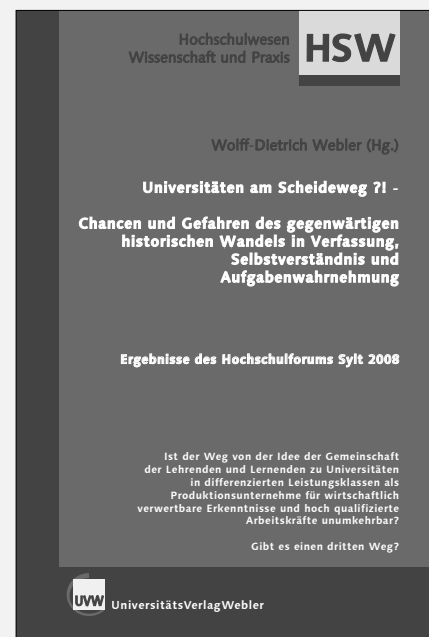 Hochschulwesen
Wissenschaft und Praxis
HSW
Wolff-Dietrich Webler (Hg.)
Universitäten am Scheideweg ?! -
Chancen und Gefahren des gegenwärtigen
historischen Wandels in Verfassung,
Selbstverständnis und
Aufgabenwahrnehmung
Ergebnisse des Hochschulforums Sylt 2008
Ist der Weg von der Idee der Gemeinschaft
der Lehrenden und Lernenden zu Universitäten
in differenzierten Leistungsklassen als
Produktionsunternehme für wirtschaftlich
verwertbare Erkenntnisse und hoch qualifizierte
Arbeitskräfte unumkehrbar?
Gibt es einen dritten Weg?
UVW
UniversitätsVerlagWebler